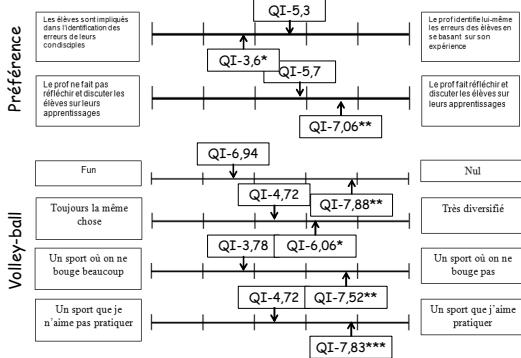 Préférence
Les élèves sont impliqués
dans l'identification des
erreurs de leurs
condisciples
QI-5,3
QI-3,6*
Le prof identifie lui-même
les erreurs des élèves en
se basant sur son
expérience
Le prof ne fait pas
réfléchir et discuter les
élèves sur leurs
apprentissages
QI-5,7
QI-7,06**
Le prof fait réfléchir et
discuter les élèves sur
leurs apprentissages
Volley-ball
Fun
QI-6,94
QI-7,88**
Nul
Toujours la même
chose
QI-4,72
QI-6,06*
Très diversifié
Un sport où on ne
bouge beaucoup
QI-3,78
QI-7,52**
Un sport où on ne
bouge pas
Un sport que je
n'aime pas pratiquer
QI-4,72
QI-7,83***
Un sport que j'aime
pratiquer